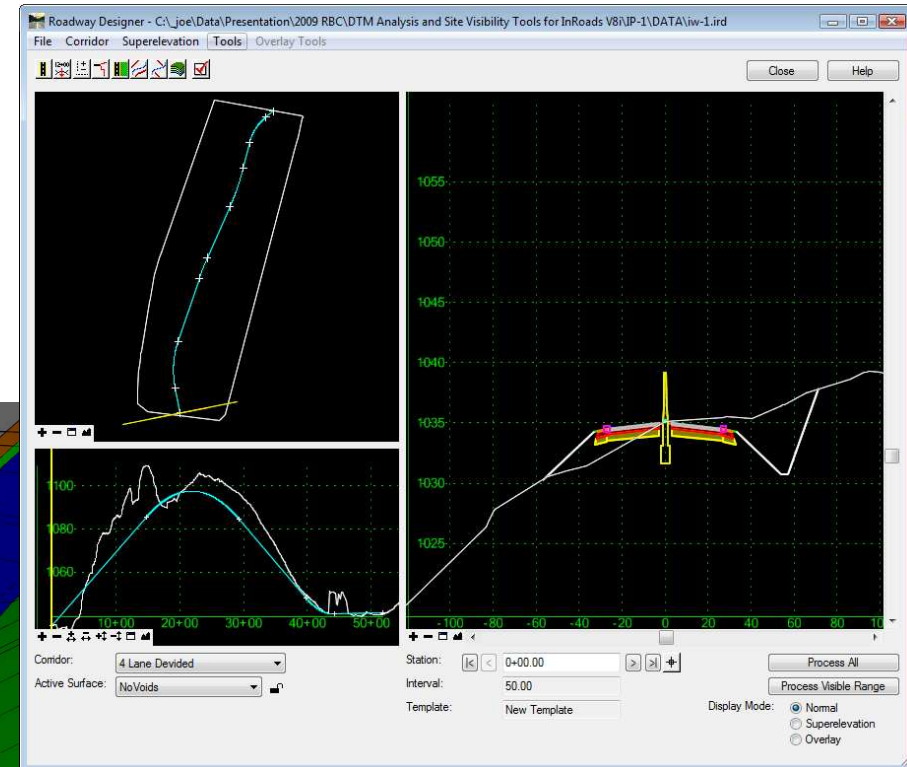 Roadway Designer - C:\_joe\Data\Presentation\2009 RBC\DTM Analysis and Site Visibility Tools for InRoads V8i\IP-1\DATA\iw-1.ird
File Corridor Superelevation Tools Overlay Tools
Close Help
1055
1050
1045
1040
1035
1030
1025
-100 -80 -60 -40 -20 0 20 40 60 80 10
1100
1080
1060
10+00 20+00 30+00 40+00 50+00
Corridor: 4 Lane Devided
Active Surface: NoVoids
Station: 0+00.00
Interval: 50.00
Template: New Template
Process All
Process Visible Range
Display Mode: Normal
Superelevation
Overlay